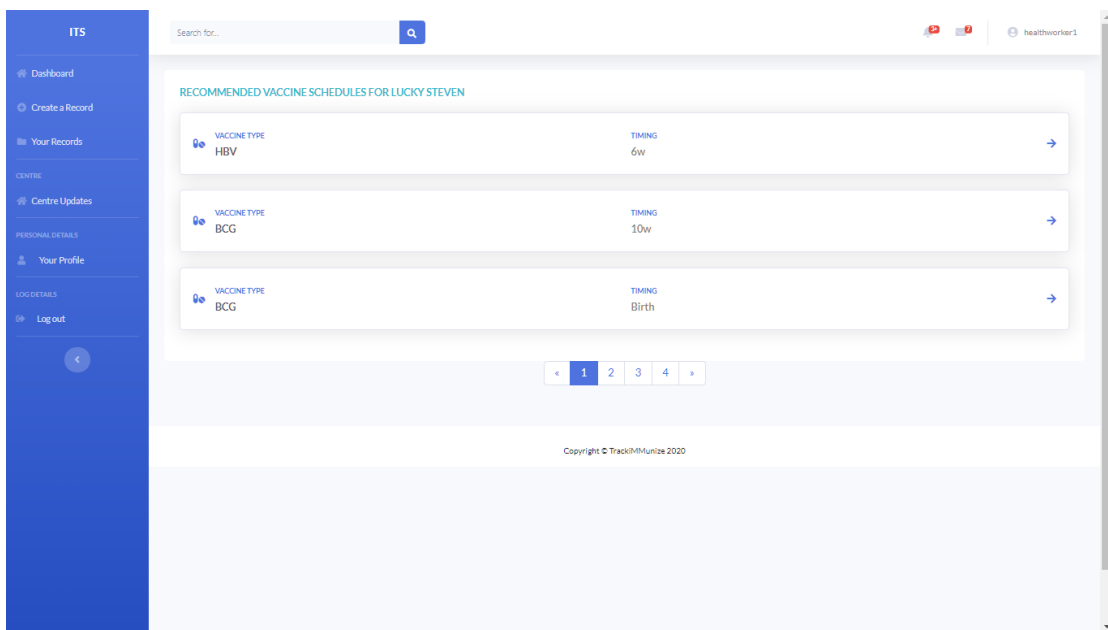 ITS
Search for...
3+
7
healthworker1
Dashboard
Create a Record
Your Records
CENTRE
Centre Updates
PERSONAL DETAILS
Your Profile
LOG DETAILS
Log out
RECOMMENDED VACCINE SCHEDULES FOR LUCKY STEVEN
VACCINE TYPE TIMING
HBV 6w
VACCINE TYPE TIMING
BCG 10w
VACCINE TYPE TIMING
BCG Birth
« 1 2 3 4 »
Copyright © TrackiMMunize 2020